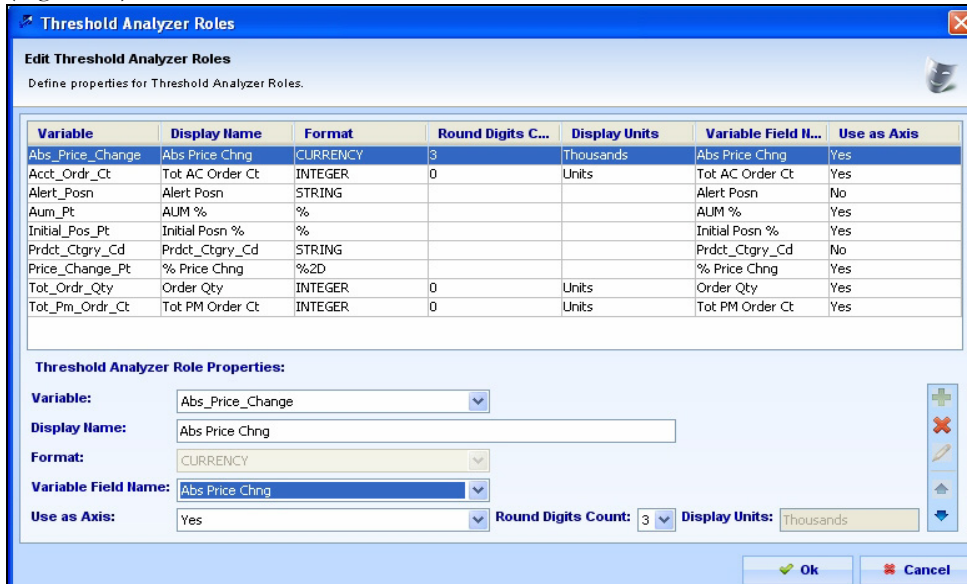 Threshold Analyzer Roles
Edit Threshold Analyzer Roles
Define properties for Threshold Analyzer Roles.
Variable Display Name Format Round Digits C... Display Units Variable Field N... Use as Axis
Abs_Price_Change Abs Price Chng CURRENCY 3 Thousands Abs Price Chng Yes
Acct_Ordr_Ct Tot AC Order Ct INTEGER 0 Units Tot AC Order Ct Yes
Alert_Posn Alert Posn STRING Alert Posn No
Aum_Pt AUM % % AUM % Yes
Initial_Pos_Pt Initial Posn % % Initial Posn % Yes
Prdct_Ctgry_Cd Prdct_Ctgry_Cd STRING Prdct_Ctgry_Cd No
Price_Change_Pt % Price Chng %2D % Price Chng Yes
Tot_Ordr_Qty Order Qty INTEGER 0 Units Order Qty Yes
Tot_Pm_Ordr_Ct Tot PM Order Ct INTEGER 0 Units Tot PM Order Ct Yes
Threshold Analyzer Role Properties:
Variable: Abs_Price_Change
Display Name: Abs Price Chng
Format: CURRENCY
Variable Field Name: Abs Price Chng
Use as Axis: Yes Round Digits Count: 3 Display Units: Thousands
Ok Cancel